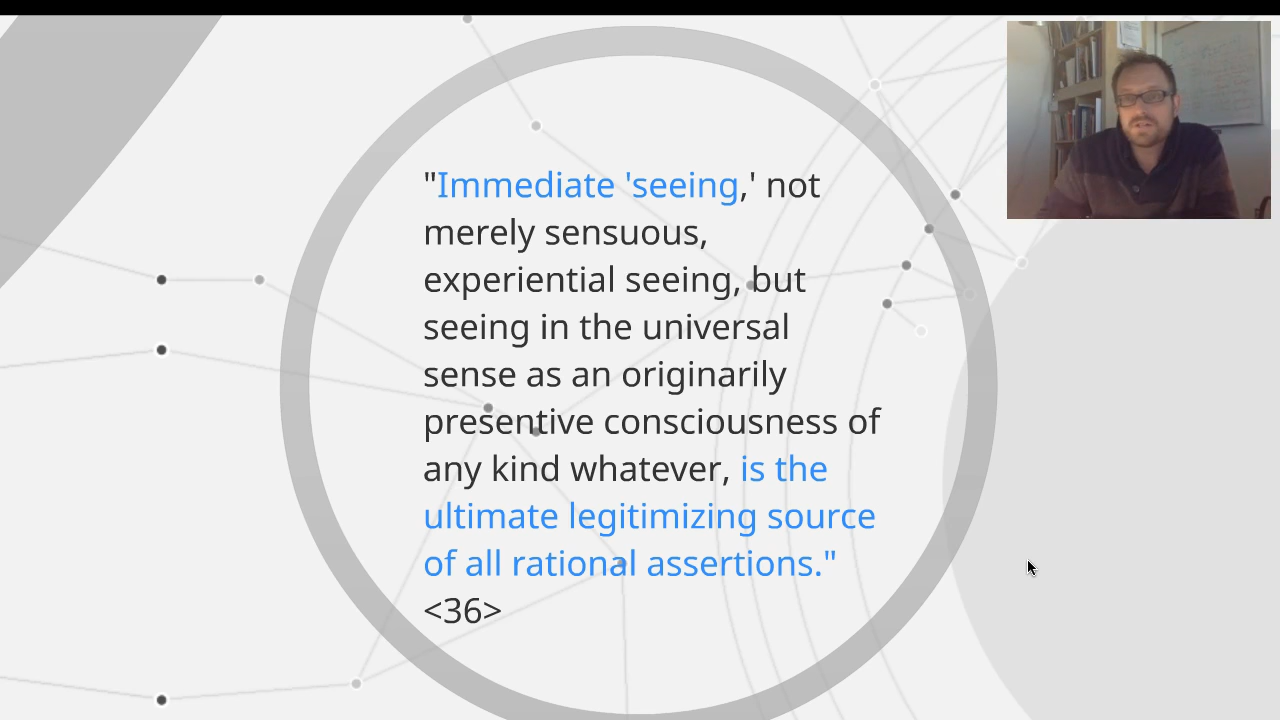 "Immediate 'seeing,' not
merely sensuous,
experiential seeing, but
seeing in the universal
sense as an originarily
presentive consciousness of
any kind whatever, is the
ultimate legitimizing source
of all rational assertions."
<36>